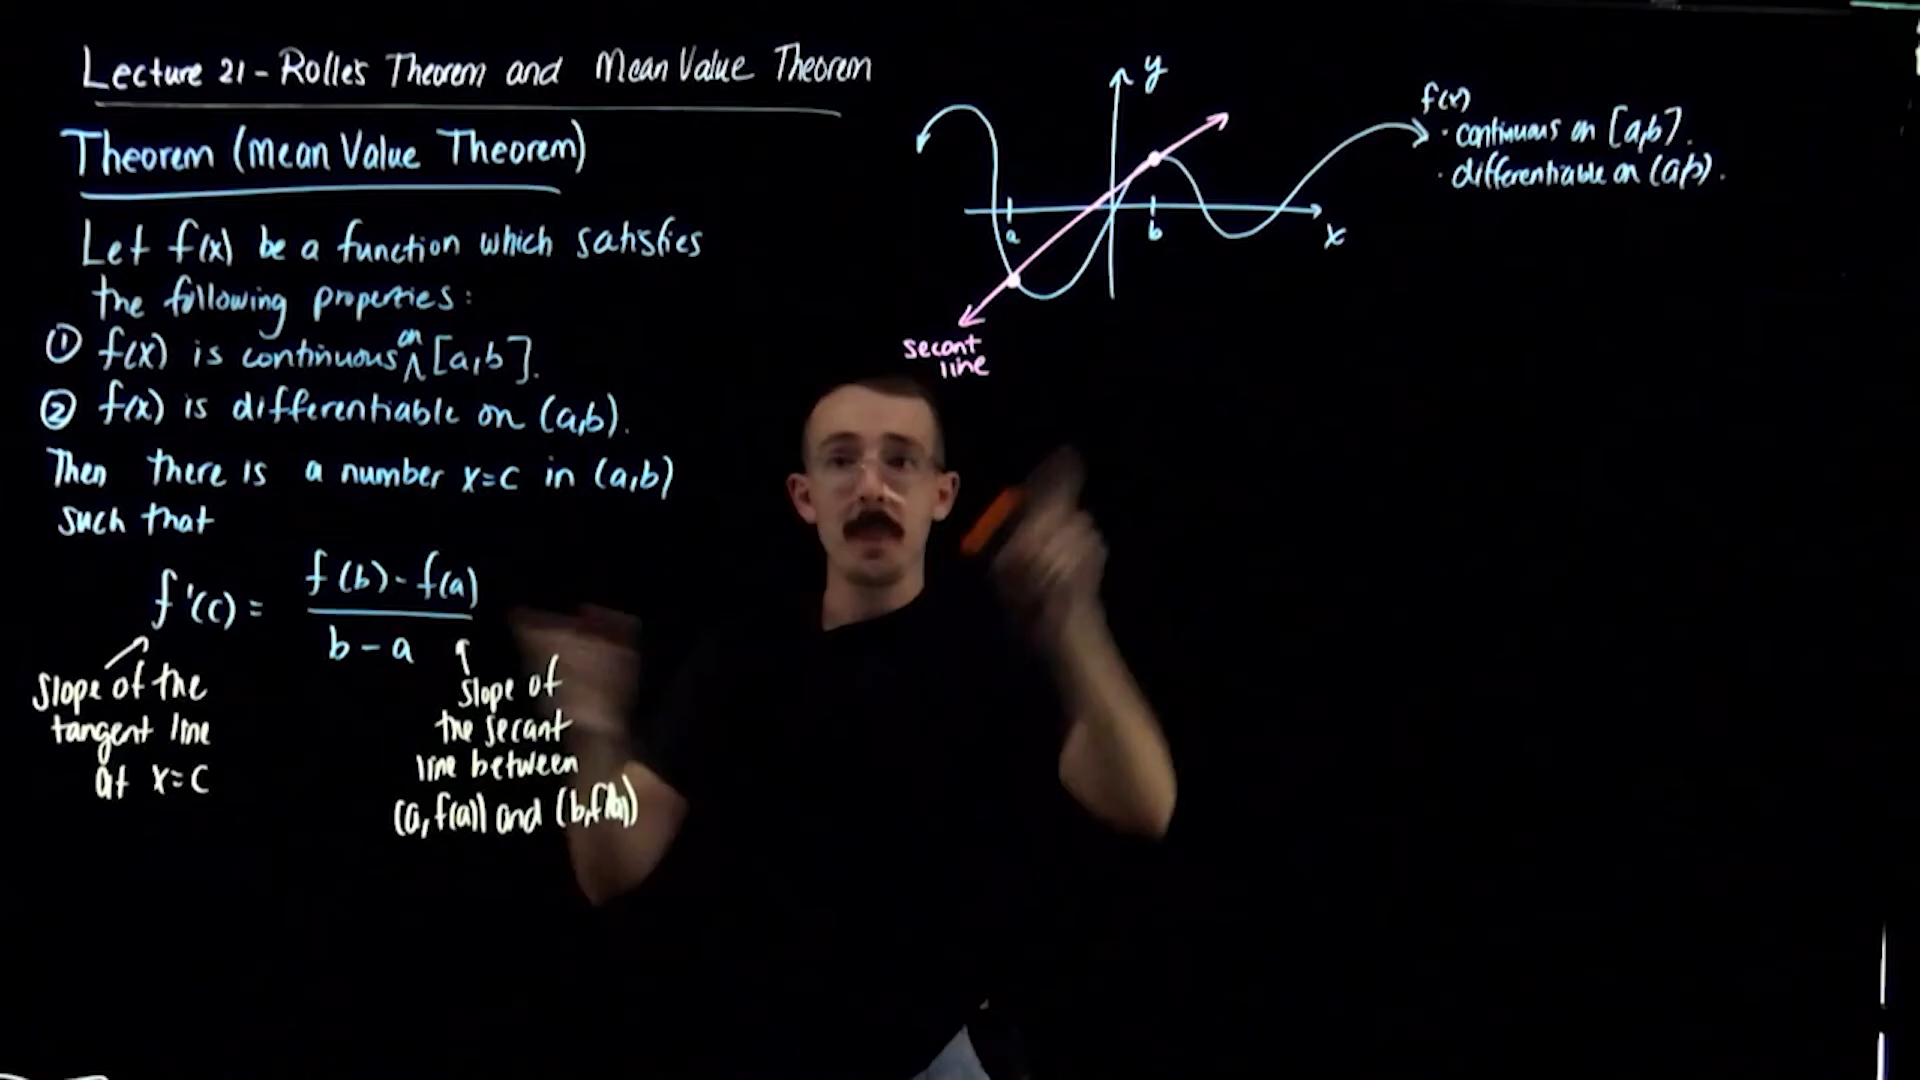 Lecture 21 - Rolle's Theorem and Mean Value Theorem
Theorem (Mean Value Theorem)
Let f(x) be a function which satisfies
the following properties:
① f(x) is continuous on [a,b].
② f(x) is differentiable on (a,b).
Then there is a number x=c in (a,b)
such that
f'(c) = f(b) - f(a)
b - a
slope of the
tangent line
at x=c
slope of
the secant
line between
(a, f(a)) and (b, f(b))
y
x
a
b
secant
line
f(x)
· continuous on [a,b].
· differentiable on (a,b).